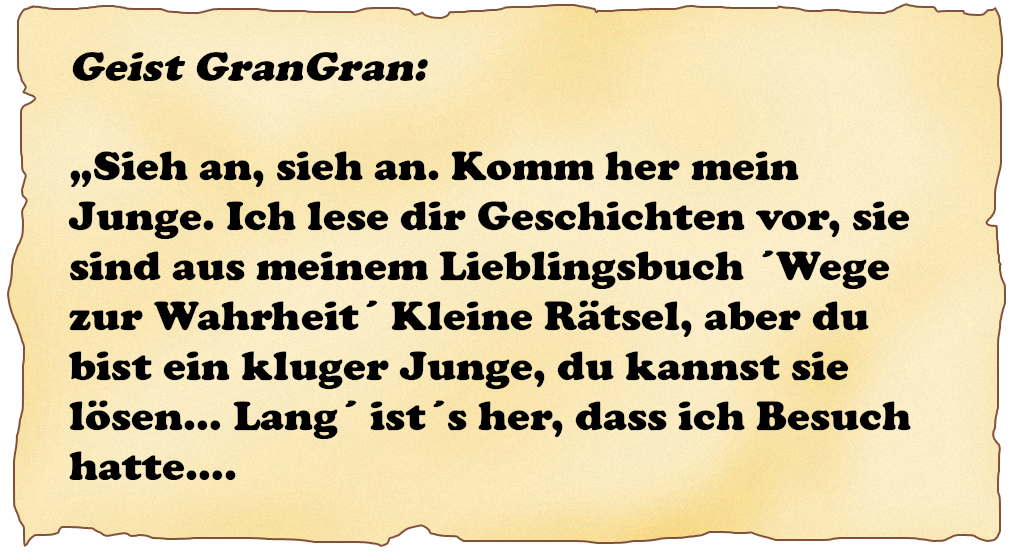 Geist GranGran:
„Sieh an, sieh an. Komm her mein
Junge. Ich lese dir Geschichten vor, sie
sind aus meinem Lieblingsbuch ´Wege
zur Wahrheit´ Kleine Rätsel, aber du
bist ein kluger Junge, du kannst sie
lösen... Lang´ ist´s her, dass ich Besuch
hatte....